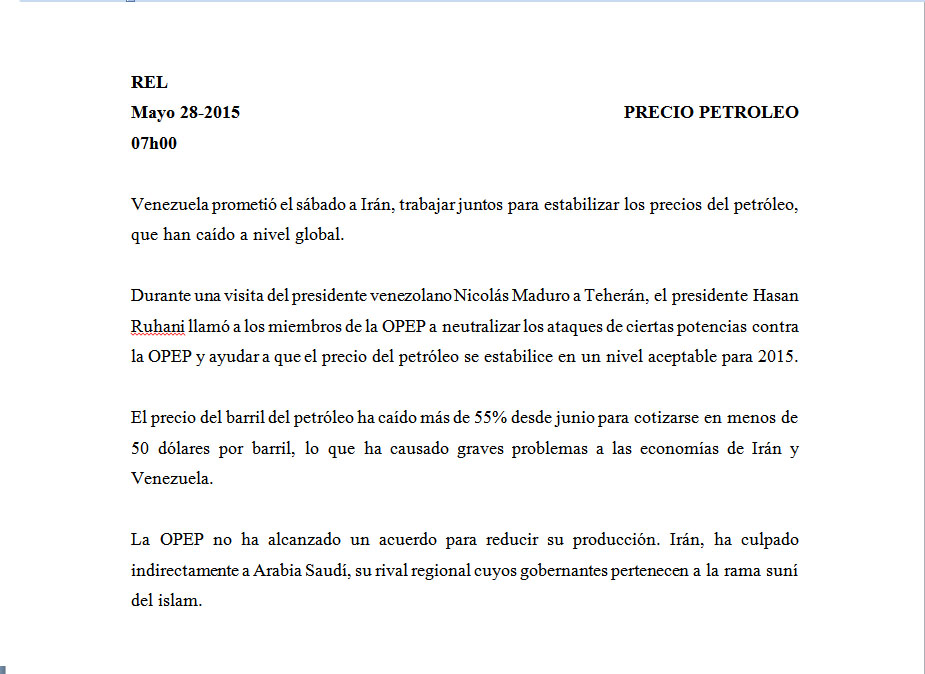 REL
Mayo 28-2015 PRECIO PETROLEO
07h00
Venezuela prometió el sábado a Irán, trabajar juntos para estabilizar los precios del petróleo,
que han caído a nivel global.
Durante una visita del presidente venezolano Nicolás Maduro a Teherán, el presidente Hasan
Ruhani llamó a los miembros de la OPEP a neutralizar los ataques de ciertas potencias contra
la OPEP y ayudar a que el precio del petróleo se estabilice en un nivel aceptable para 2015.
El precio del barril del petróleo ha caído más de 55% desde junio para cotizarse en menos de
50 dólares por barril, lo que ha causado graves problemas a las economías de Irán y
Venezuela.
La OPEP no ha alcanzado un acuerdo para reducir su producción. Irán, ha culpado
indirectamente a Arabia Saudí, su rival regional cuyos gobernantes pertenecen a la rama suní
del islam.